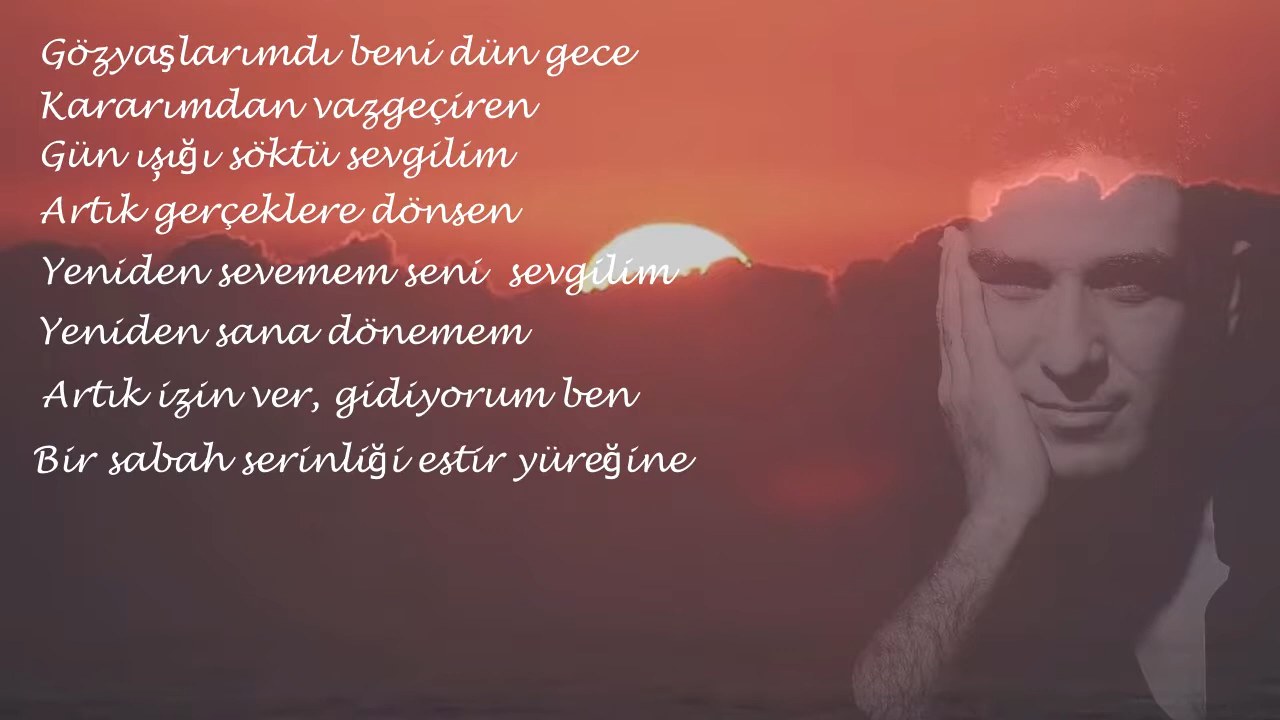 Gözyaşlarımdı beni dün gece
Kararımdan vazgeçiren
Gün ışığı söktü sevgilim
Artık gerçeklere dönsen
Yeniden sevemem seni sevgilim
Yeniden sana dönemem
Artık izin ver, gidiyorum ben
Bir sabah serinliği estir yüreğine